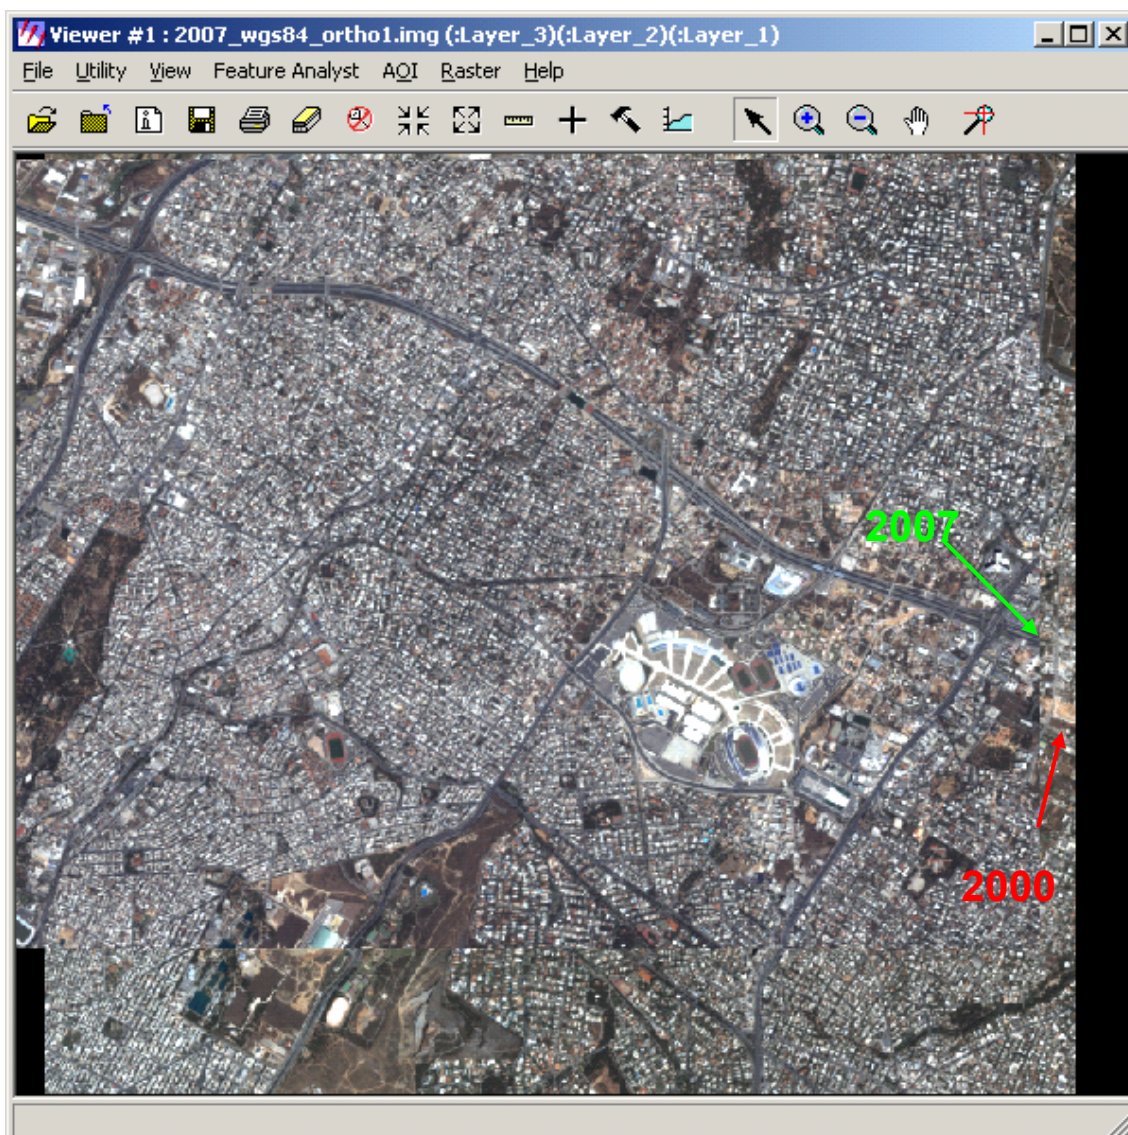 Viewer #1 : 2007_wgs84_ortho1.img (:Layer_3)(:Layer_2)(:Layer_1)
File Utility View Feature Analyst AOI Raster Help
2007
2000